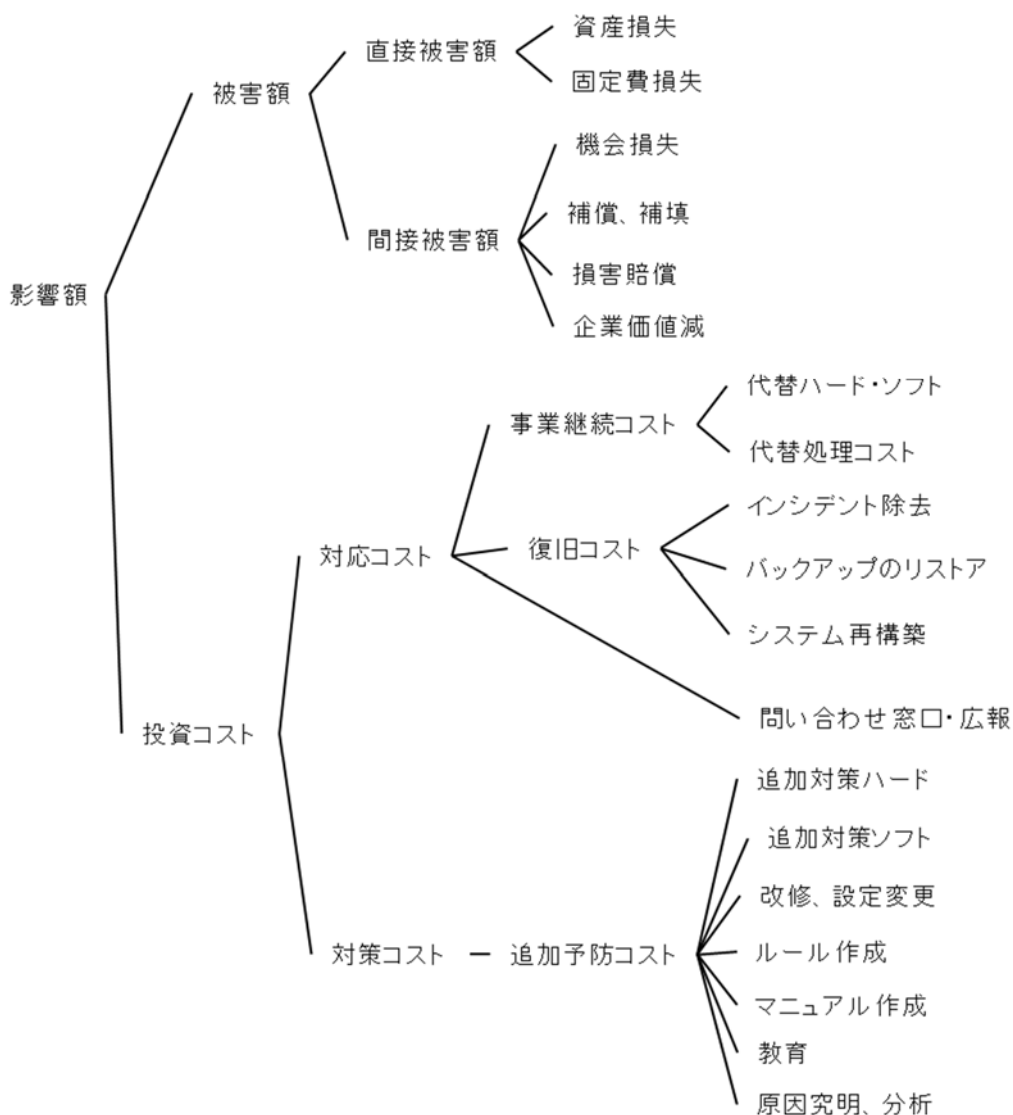 影響額
被害額
直接被害額
資産損失
固定費損失
間接被害額
機会損失
補償、補填
損害賠償
企業価値減
投資コスト
対応コスト
事業継続コスト
代替ハード・ソフト
代替処理コスト
復旧コスト
インシデント除去
バックアップのリストア
システム再構築
問い合わせ窓口・広報
対策コスト
追加予防コスト
追加対策ハード
追加対策ソフト
改修、設定変更
ルール作成
マニュアル作成
教育
原因究明、分析